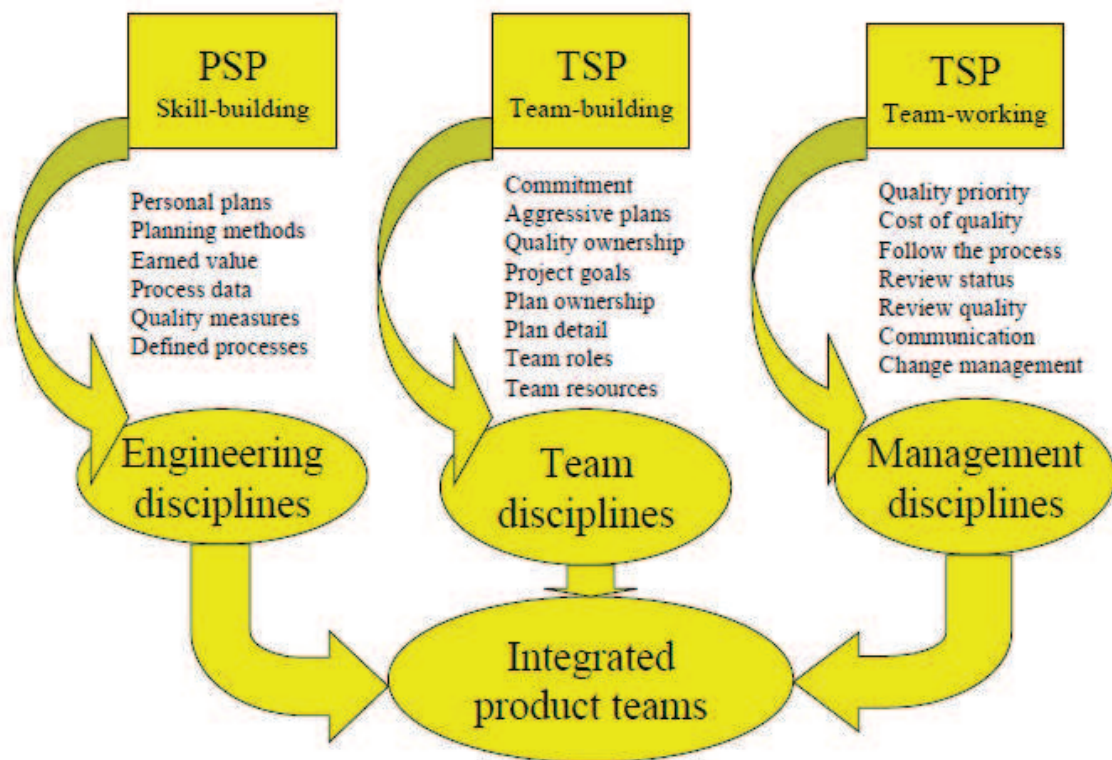 PSP
Skill-building
Personal plans
Planning methods
Earned value
Process data
Quality measures
Defined processes
Engineering
disciplines
TSP
Team-building
Commitment
Aggressive plans
Quality ownership
Project goals
Plan ownership
Plan detail
Team roles
Team resources
Team
disciplines
TSP
Team-working
Quality priority
Cost of quality
Follow the process
Review status
Review quality
Communication
Change management
Management
disciplines
Integrated
product teams